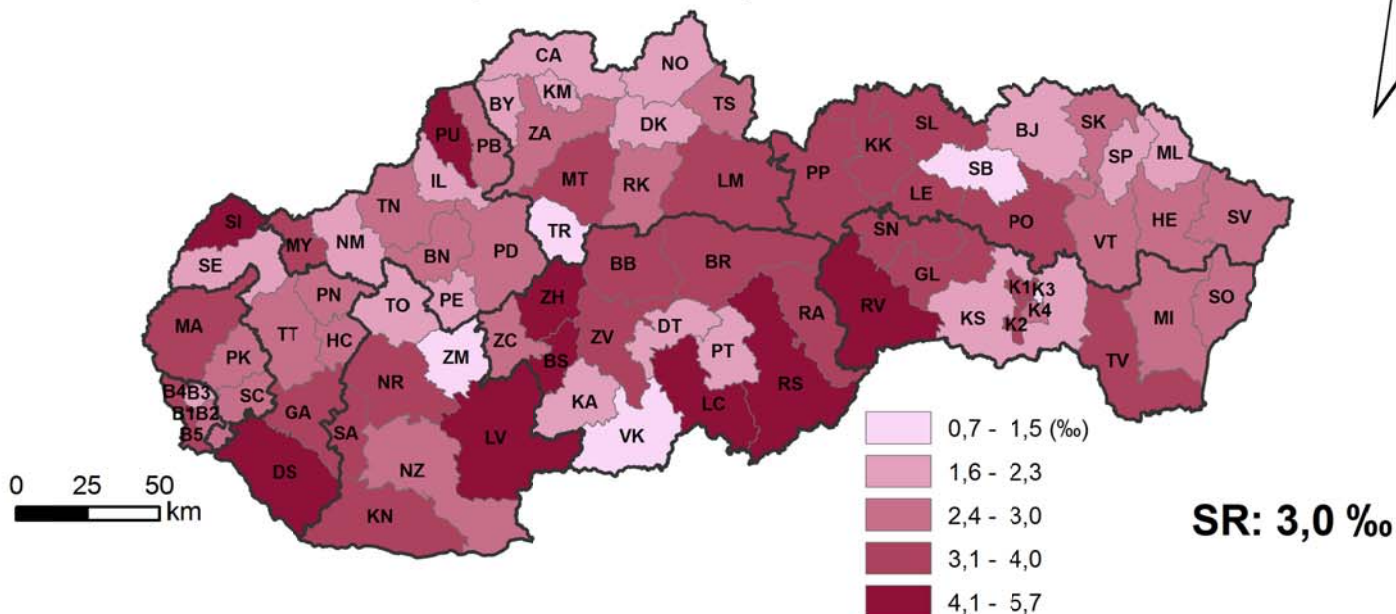 CA
NO
BY
KM
TS
PU
PB
ZA
DK
IL
MT
RK
LM
PP
KK
SL
BJ
SK
SP
ML
SB
LE
PO
VT
HE
SV
SI
MY
NM
TN
BN
PD
TR
SE
BB
BR
SN
GL
RV
KS
K1
K3
K4
K2
TV
MI
SO
MA
PN
TO
PE
ZH
TT
HC
ZM
ZC
BS
ZV
DT
PT
RA
RS
PK
SC
B4
B3
B1
B2
B5
GA
NR
SA
LV
KA
VK
LC
DS
NZ
KN
0 25 50
km
0,7 - 1,5 (‰)
1,6 - 2,3
2,4 - 3,0
3,1 - 4,0
4,1 - 5,7
SR: 3,0 ‰